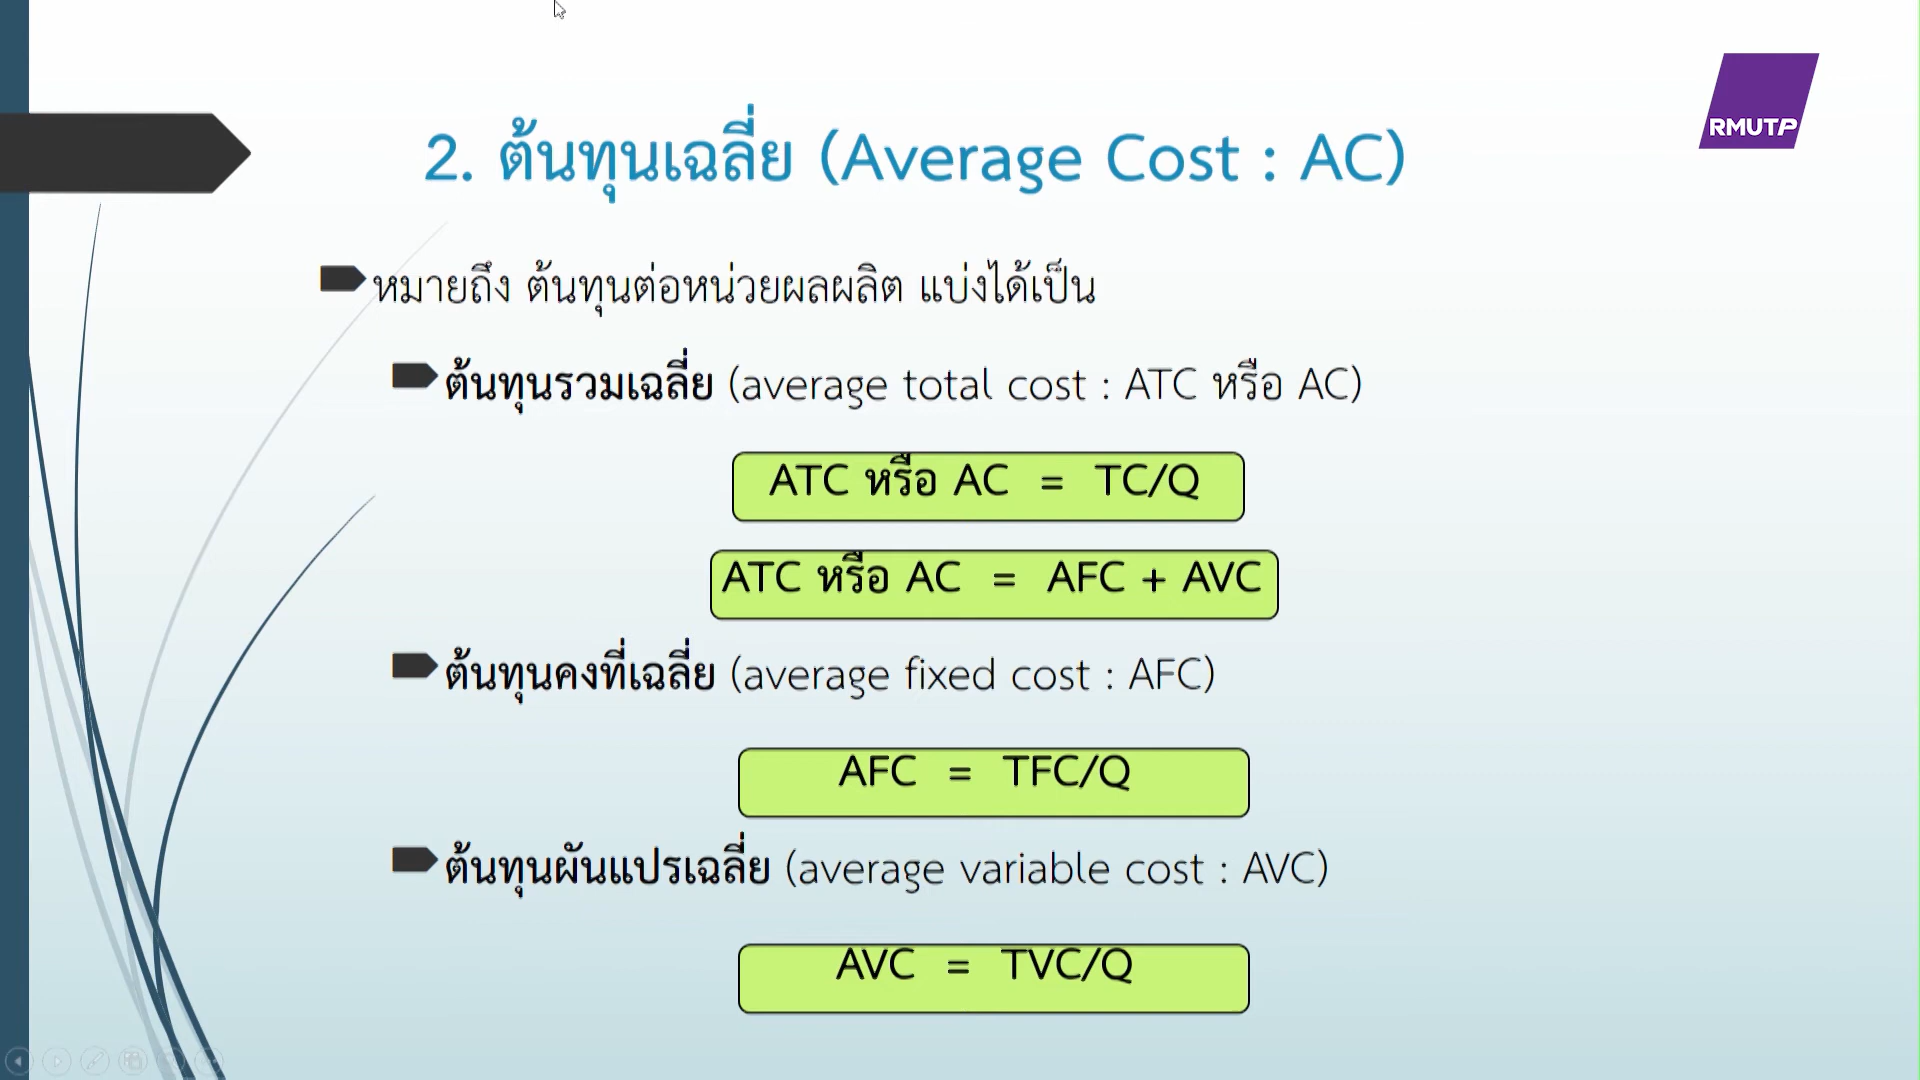 RMUTP
2. ต้นทุนเฉลี่ย (Average Cost : AC)
หมายถึง ต้นทุนต่อหน่วยผลผลิต แบ่งได้เป็น
ต้นทุนรวมเฉลี่ย (average total cost : ATC หรือ AC)
ATC หรือ AC = TC/Q
ATC หรือ AC = AFC + AVC
ต้นทุนคงที่เฉลี่ย (average fixed cost : AFC)
AFC = TFC/Q
ต้นทุนผันแปรเฉลี่ย (average variable cost : AVC)
AVC = TVC/Q